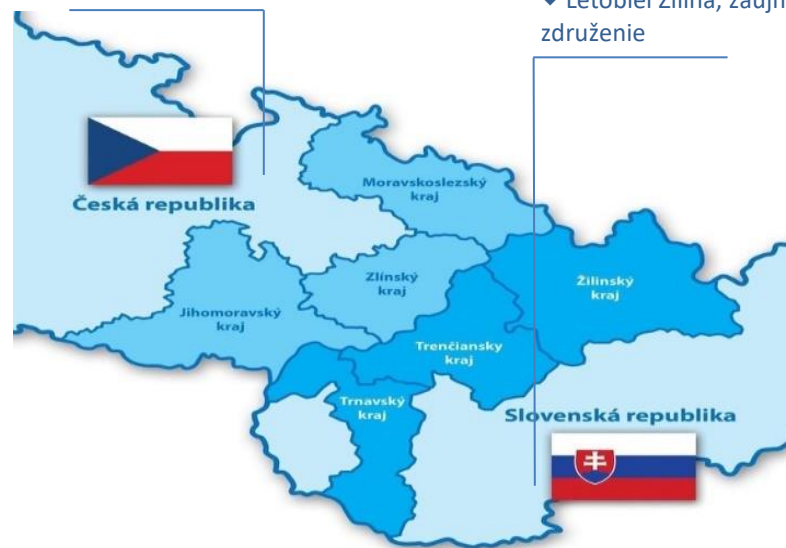 Letobiel Žilina,
združenie
Moravskoslezský
kraj
Česká republika
Zlínský
kraj
Žilinský
kraj
Jihomoravský
kraj
Trenčiansky
kraj
Trnavský
kraj
Slovenská republika